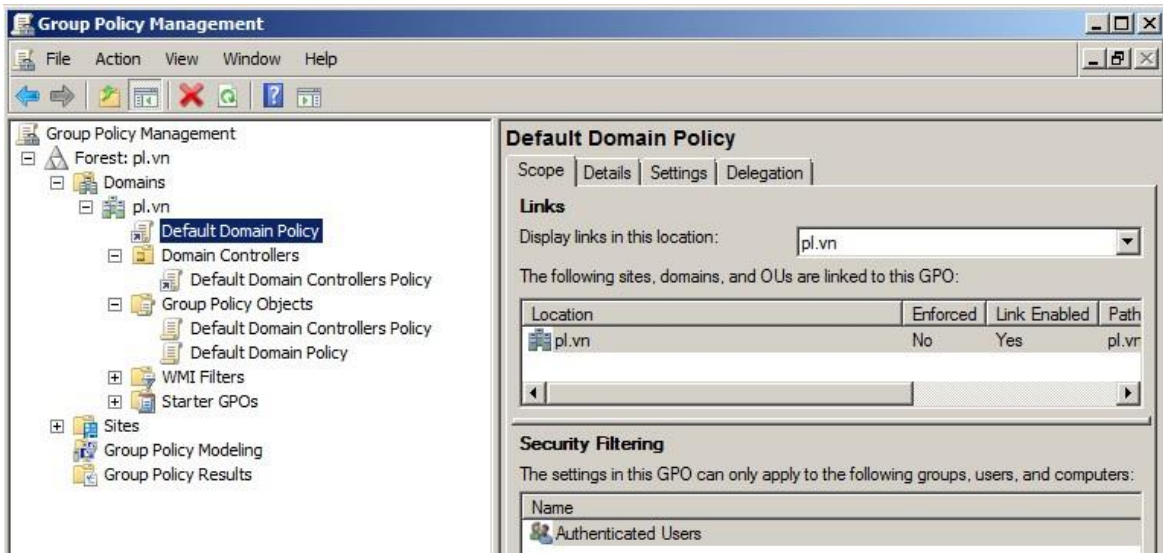 Group Policy Management
File Action View Window Help
Group Policy Management
Forest: pl.vn
Domains
pl.vn
Default Domain Policy
Domain Controllers
Default Domain Controllers Policy
Group Policy Objects
Default Domain Controllers Policy
Default Domain Policy
WMI Filters
Starter GPOs
Sites
Group Policy Modeling
Group Policy Results
Default Domain Policy
Scope Details Settings Delegation
Links
Display links in this location: pl.vn
The following sites, domains, and OUs are linked to this GPO:
Location Enforced Link Enabled Path
pl.vn No Yes
Security Filtering
The settings in this GPO can only apply to the following groups, users, and computers:
Name
Authenticated Users